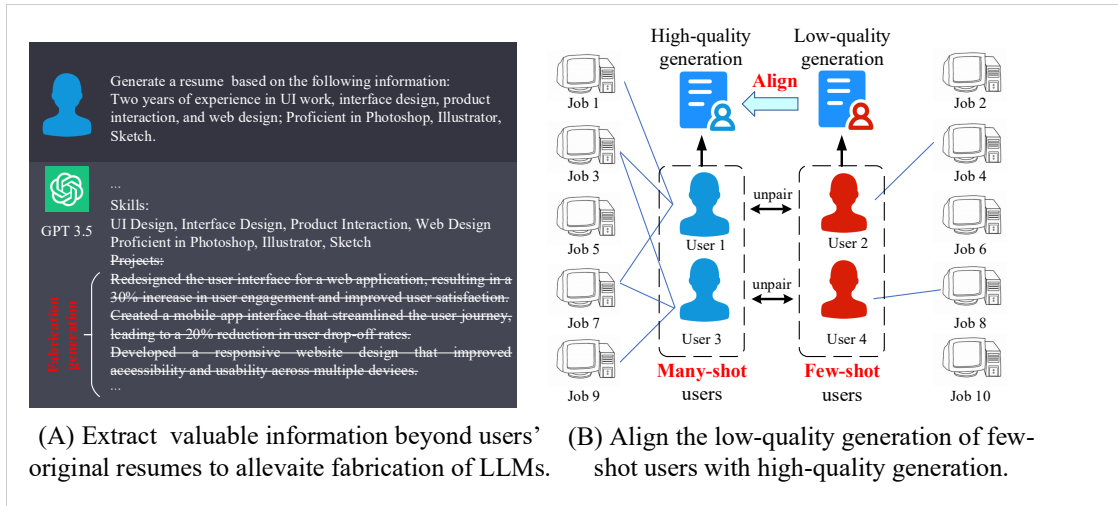 Generate a resume  based on the following information:
Two years of experience in UI work, interface design, product
interaction, and web design; Proficient in Photoshop, Illustrator,
Sketch.
GPT 3.5
...
Skills:
UI Design, Interface Design, Product Interaction, Web Design
Proficient in Photoshop, Illustrator, Sketch
Projects:
Redesigned the user interface for a web application, resulting in a
30% increase in user engagement and improved user satisfaction.
Created a mobile app interface that streamlined the user journey,
leading to a 20% reduction in user drop-off rates.
Developed a responsive website design that improved
accessibility and usability across multiple devices.
...
Fabrication
generation
(A) Extract  valuable information beyond users'
original resumes to allevaite fabrication of LLMs.
High-quality
generation
Low-quality
generation
Align
Job 1
Job 3
Job 5
Job 7
Job 9
User 1
User 3
unpair
unpair
User 2
User 4
Many-shot
users
Few-shot
users
Job 2
Job 4
Job 6
Job 8
Job 10
(B) Align the low-quality generation of few-
shot users with high-quality generation.